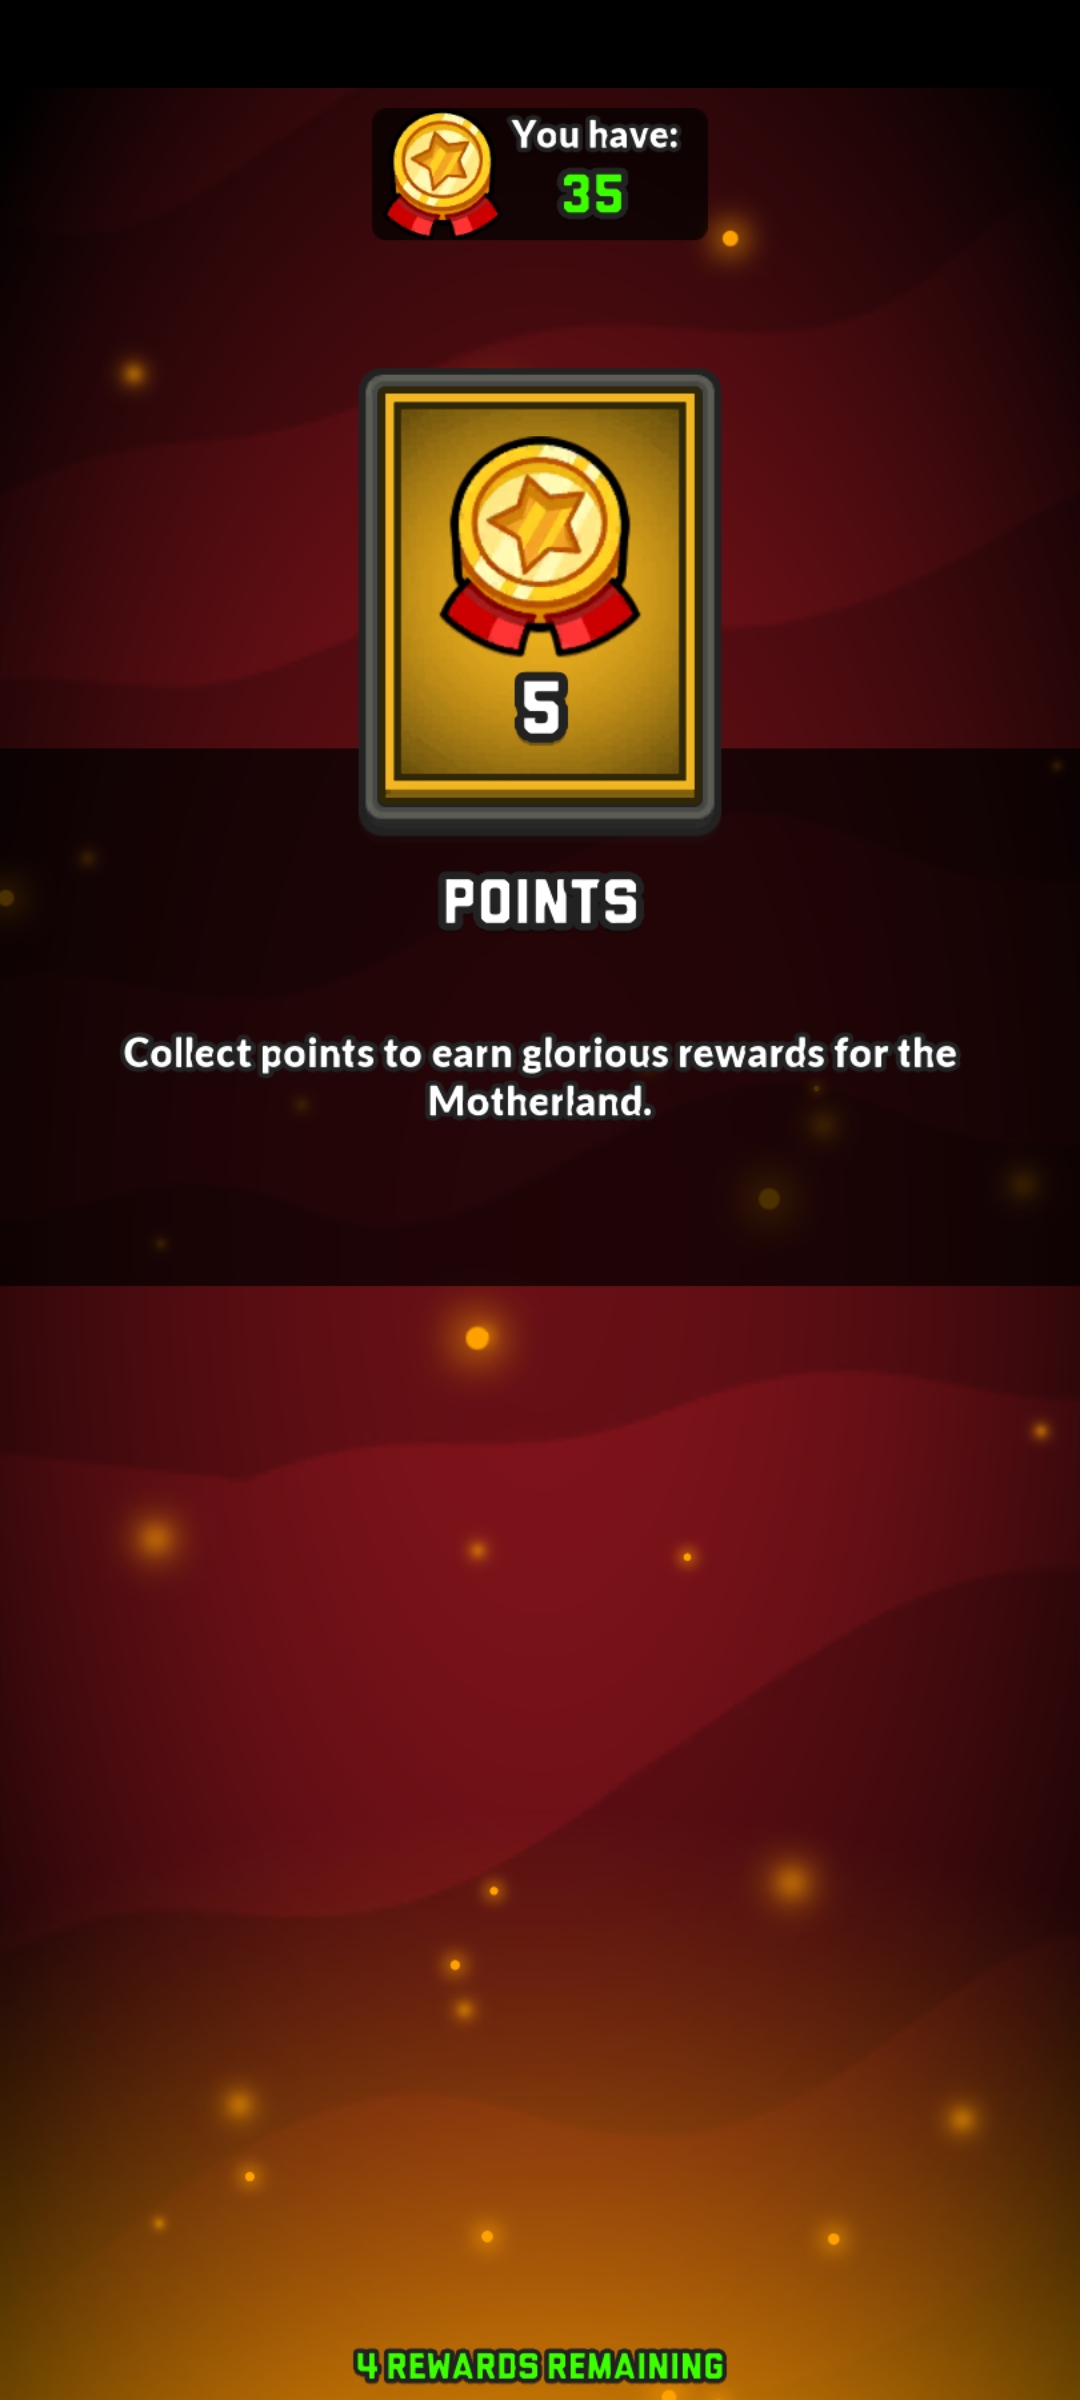 You have:
35
5
POINTS
Collect points to earn glorious rewards for the
Motherland.
4 REWARDS REMAINING